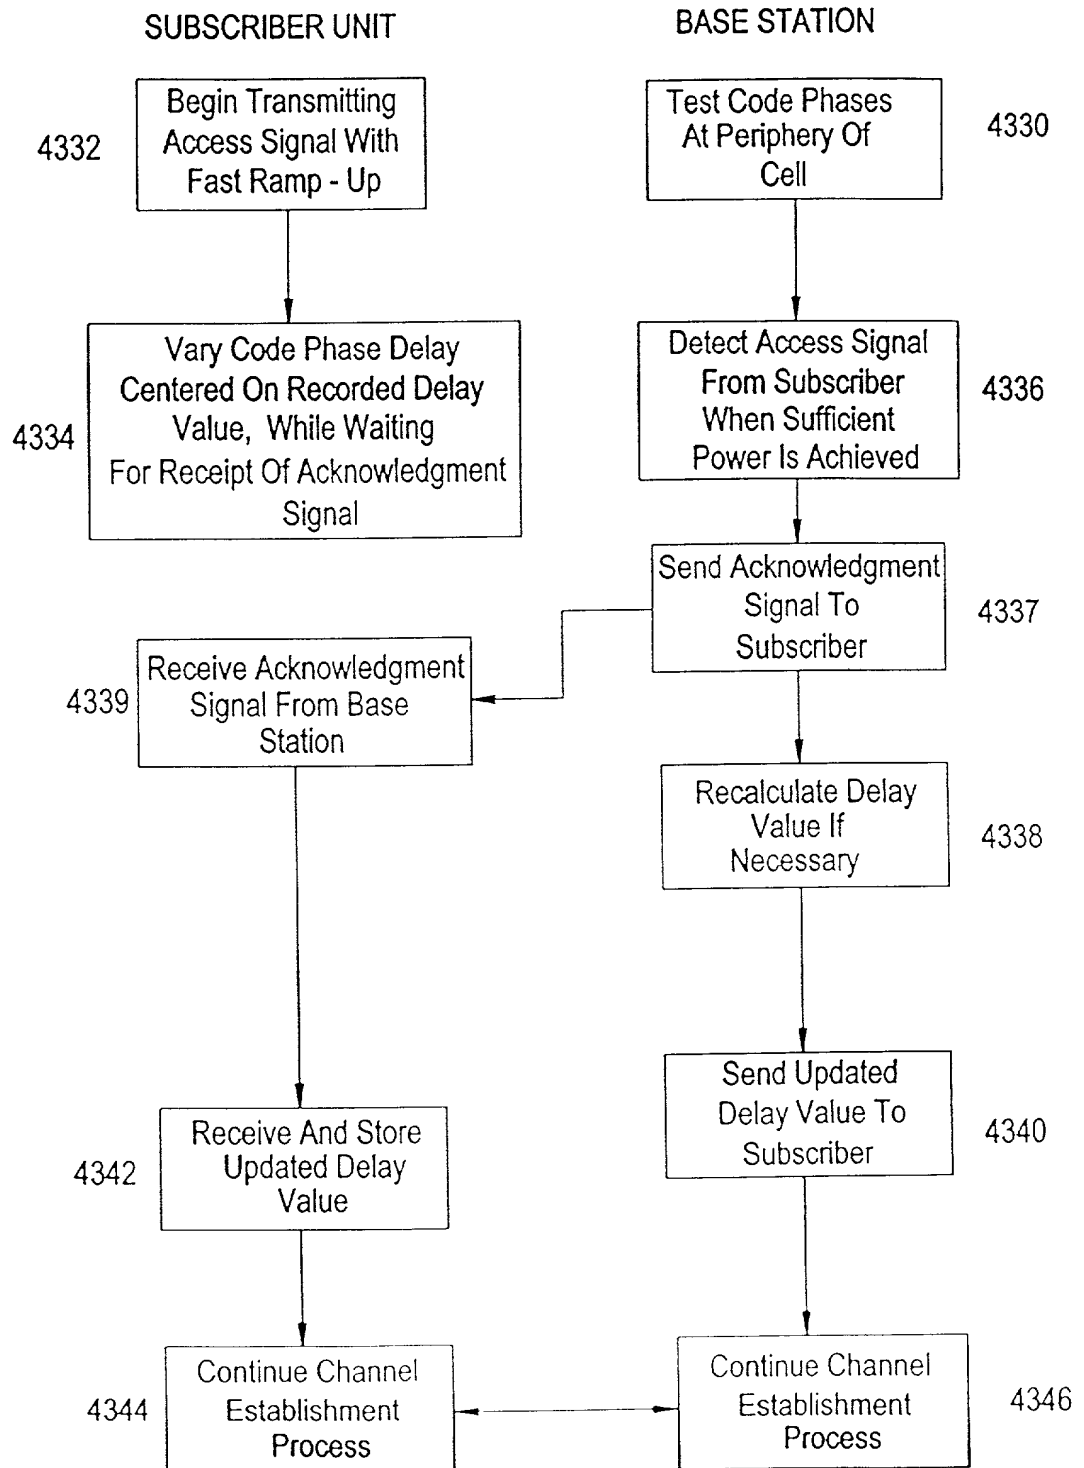 SUBSCRIBER UNIT
BASE STATION
4332
Begin Transmitting
Access Signal With
Fast Ramp - Up
Test Code Phases
At Periphery Of
Cell
4330
4334
Vary Code Phase Delay
Centered On Recorded Delay
Value, While Waiting
For Receipt Of Acknowledgment
Signal
Detect Access Signal
From Subscriber
When Sufficient
Power Is Achieved
4336
Send Acknowledgment
Signal To
Subscriber
4337
4339
Receive Acknowledgment
Signal From Base
Station
Recalculate Delay
Value If
Necessary
4338
Send Updated
Delay Value To
Subscriber
4340
4342
Receive And Store
Updated Delay
Value
4344
Continue Channel
Establishment
Process
Continue Channel
Establishment
Process
4346